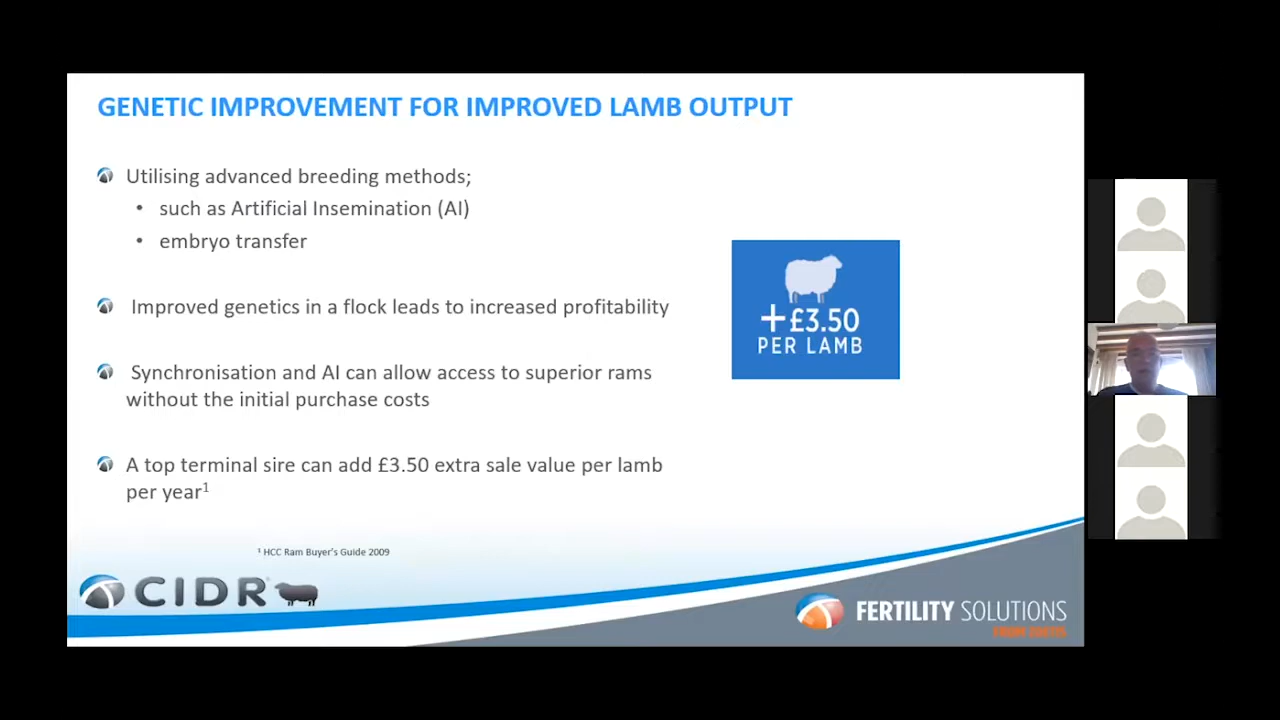 GENETIC IMPROVEMENT FOR IMPROVED LAMB OUTPUT
Utilising advanced breeding methods;
• such as Artificial Insemination (AI)
• embryo transfer
Improved genetics in a flock leads to increased profitability
Synchronisation and AI can allow access to superior rams
without the initial purchase costs
A top terminal sire can add £3.50 extra sale value per lamb
per year¹
+£3.50
PER LAMB
¹ HCC Ram Buyer's Guide 2009
CIDR®
FERTILITY SOLUTIONS